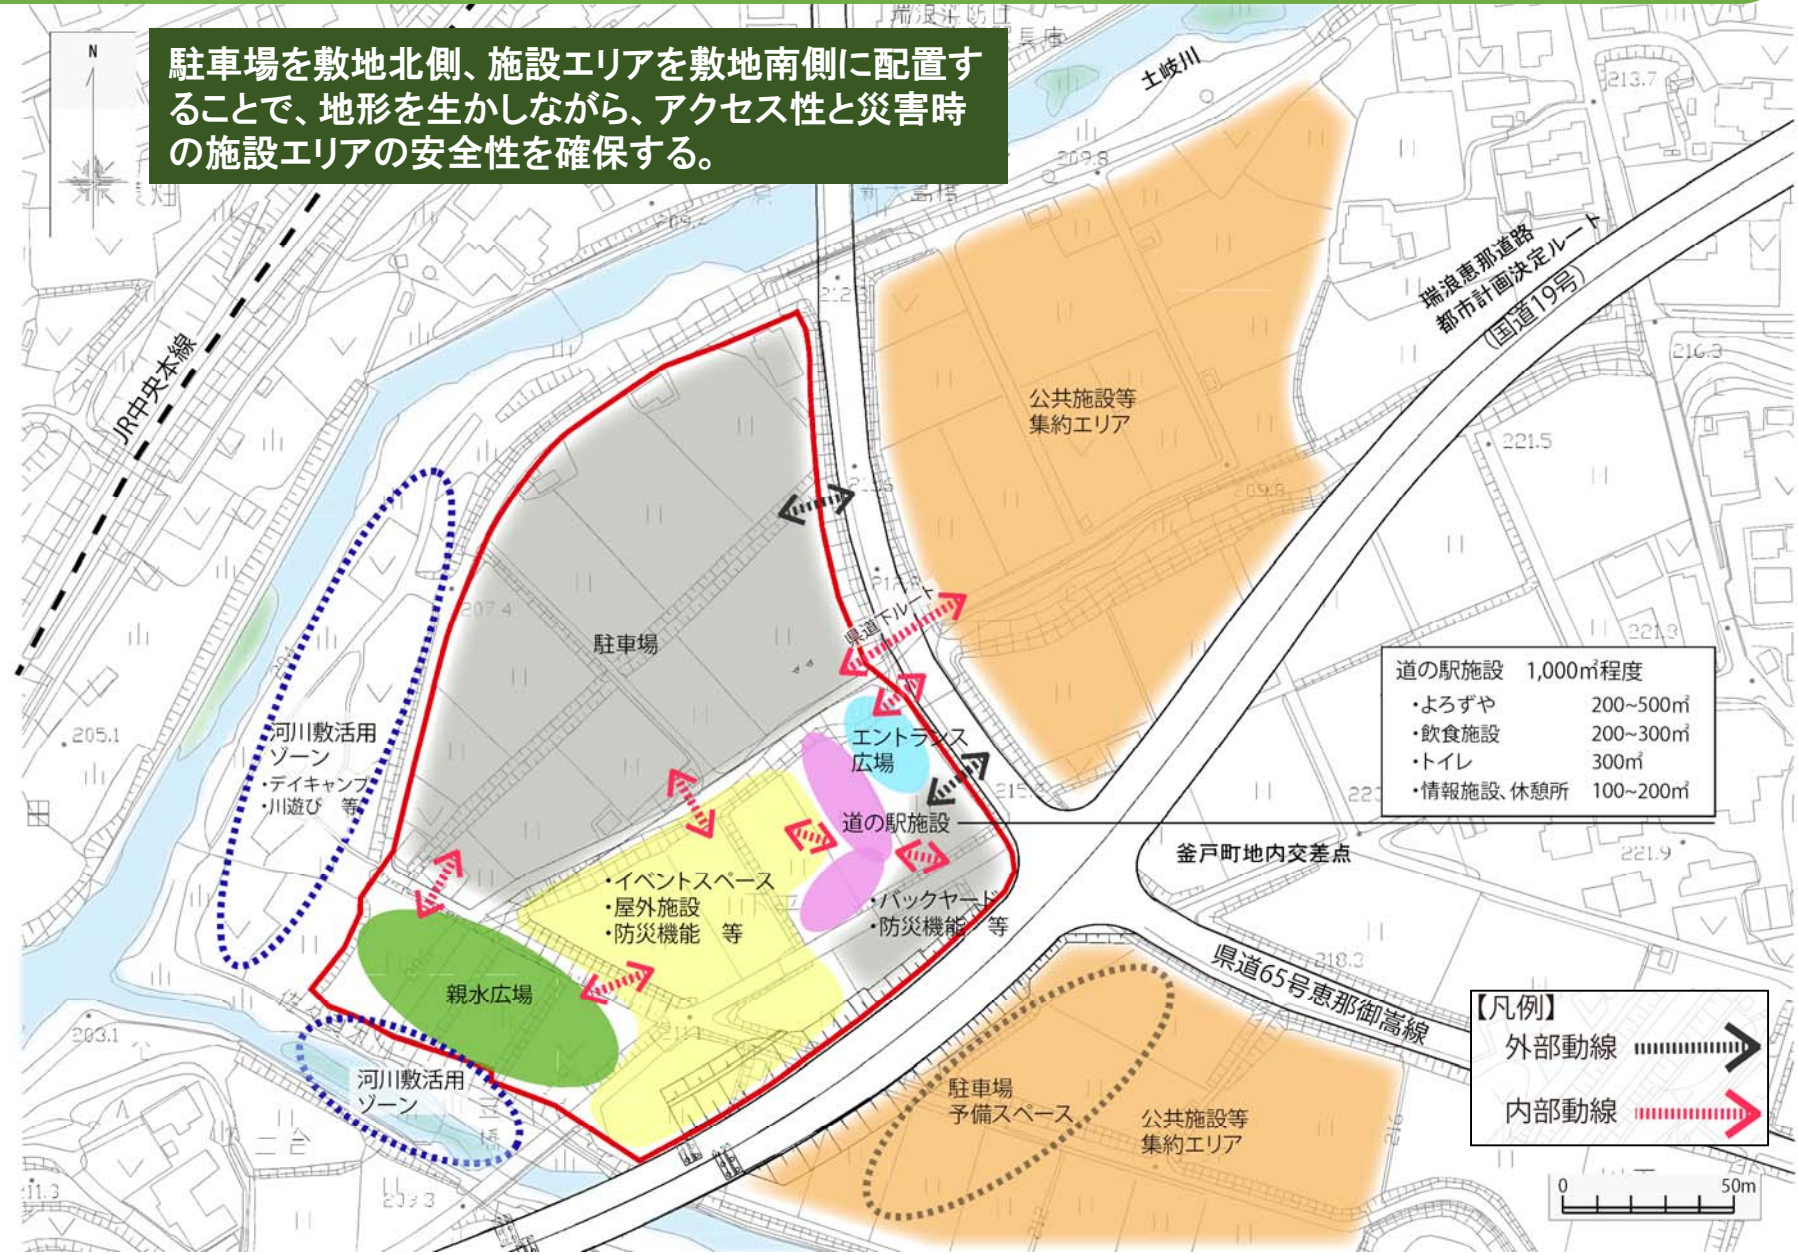 瑞浪消防団
N
駐車場を敷地北側、施設エリアを敷地南側に配置す
ることで、地形を生かしながら、アクセス性と災害時
の施設エリアの安全性を確保する。
土岐川
213.7
209.8
新大島橋
JR中央本線
瑞浪恵那道路
都市計画決定ルート
(国道19号)
216.3
公共施設等
集約エリア
221.5
209.9
207.4
駐車場
県道下ルート
221.3
道の駅施設 1,000㎡程度
・よろずや 200~500㎡
・飲食施設 200~300㎡
・トイレ 300㎡
・情報施設、休憩所 100~200㎡
205.1
河川敷活用
ゾーン
・デイキャンプ
・川遊び 等
エントランス
広場
道の駅施設
釜戸町地内交差点
221.9
・イベントスペース
・屋外施設
・防災機能 等
・バックヤード
・防災機能 等
県道65号恵那御嵩線
218.3
親水広場
203.1
河川敷活用
ゾーン
駐車場
予備スペース
公共施設等
集約エリア
【凡例】
外部動線
内部動線
209.3
0 50m